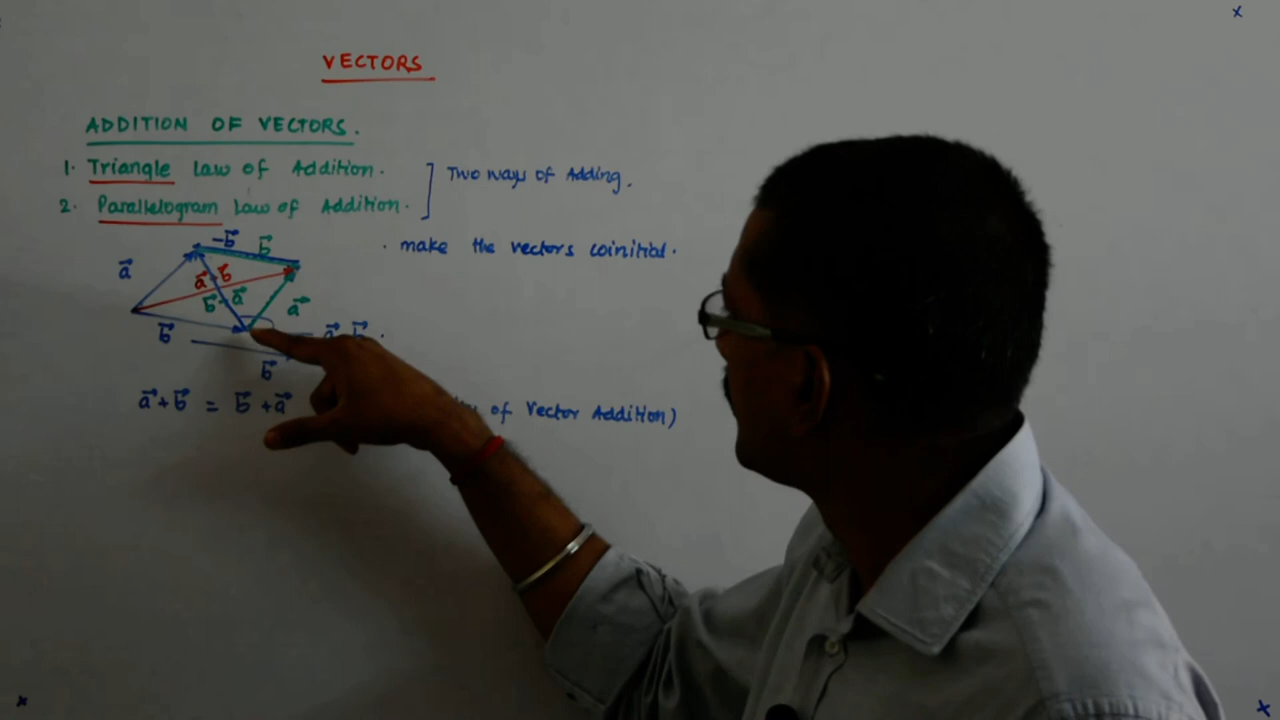 VECTORS
ADDITION OF VECTORS.
1. Triangle Law of Addition.
Two ways of Adding.
2. Parallelogram Law of Addition.
-b⃗ b⃗
. make the vectors coinitial.
a⃗
a⃗ b⃗
b⃗ - a⃗
a⃗
b⃗
a⃗ b⃗ .
b⃗
a⃗ + b⃗ = b⃗ + a⃗
of Vector Addition)